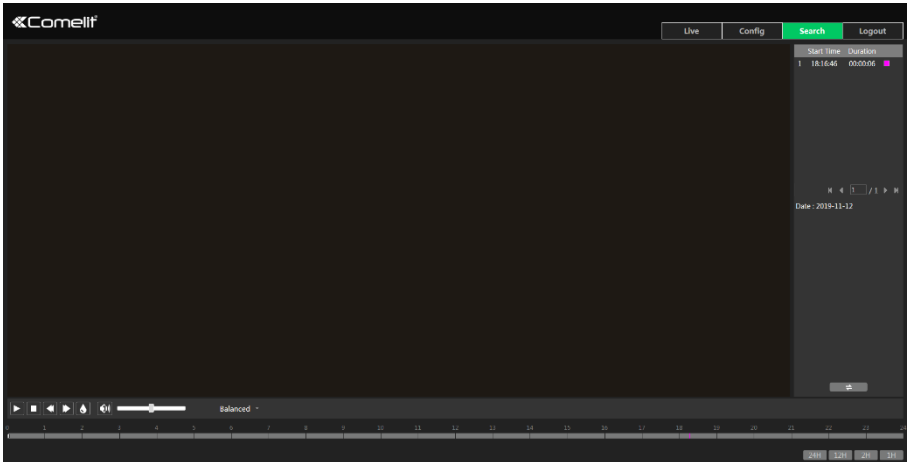 Comelit
Live Config Search Logout
Start Time Duration
1 18:16:46 00:00:06
1 / 1
Date : 2019-11-12
Balanced
0 1 2 3 4 5 6 7 8 9 10 11 12 13 14 15 16 17 18 19 20 21 22 23 24
24H 12H 2H 1H